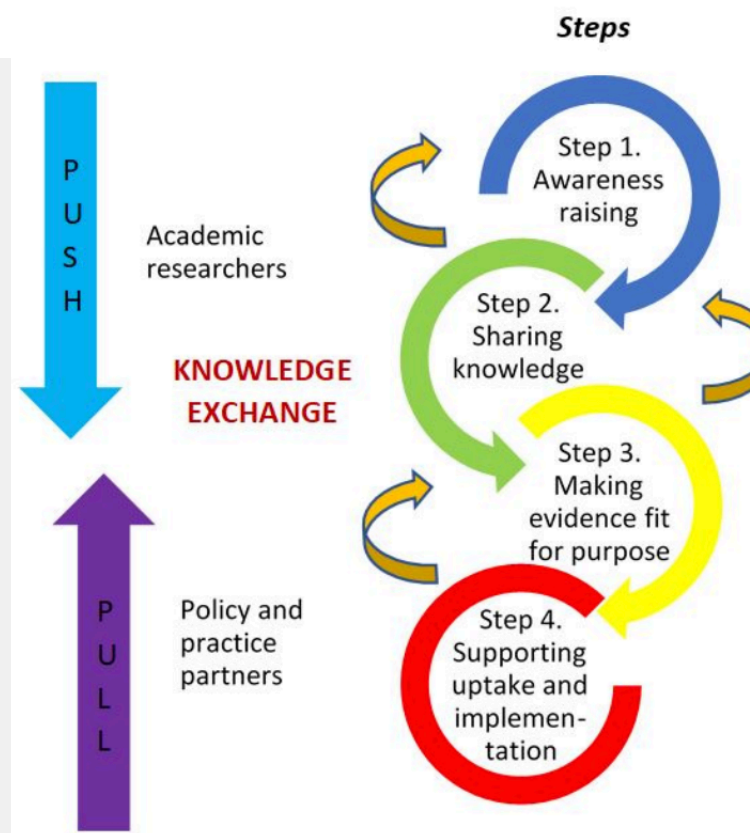 Steps
P
U
S
H
Academic
researchers
KNOWLEDGE
EXCHANGE
P
U
L
L
Policy and
practice
partners
Step 1.
Awareness
raising
Step 2.
Sharing
knowledge
Step 3.
Making
evidence fit
for purpose
Step 4.
Supporting
uptake and
implemen-
tation